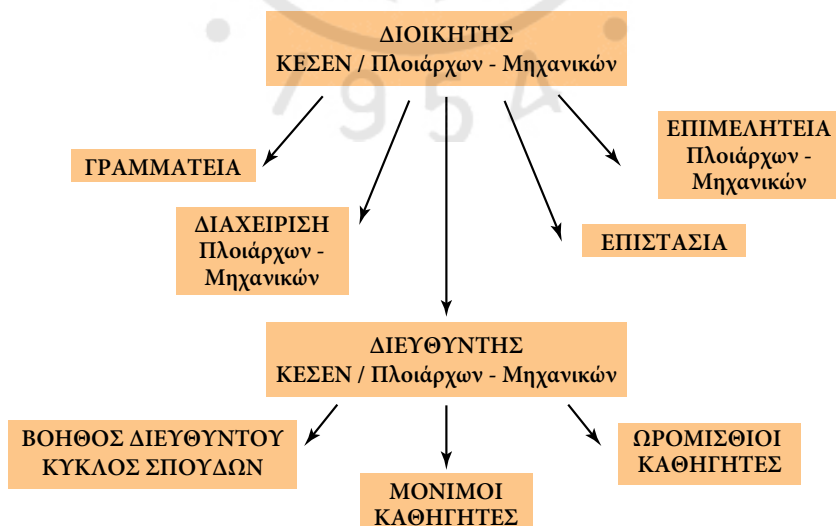 ΔΙΟΙΚΗΤΗΣ
ΚΕΣΕΝ / Πλοιάρχων - Μηχανικών
1954
ΓΡΑΜΜΑΤΕΙΑ
ΕΠΙΜΕΛΗΤΕΙΑ
Πλοιάρχων -
Μηχανικών
ΔΙΑΧΕΙΡΙΣΗ
Πλοιάρχων -
Μηχανικών
ΕΠΙΣΤΑΣΙΑ
ΔΙΕΥΘΥΝΤΗΣ
ΚΕΣΕΝ / Πλοιάρχων - Μηχανικών
ΒΟΗΘΟΣ ΔΙΕΥΘΥΝΤΟΥ
ΚΥΚΛΟΣ ΣΠΟΥΔΩΝ
ΜΟΝΙΜΟΙ
ΚΑΘΗΓΗΤΕΣ
ΩΡΟΜΙΣΘΙΟΙ
ΚΑΘΗΓΗΤΕΣ